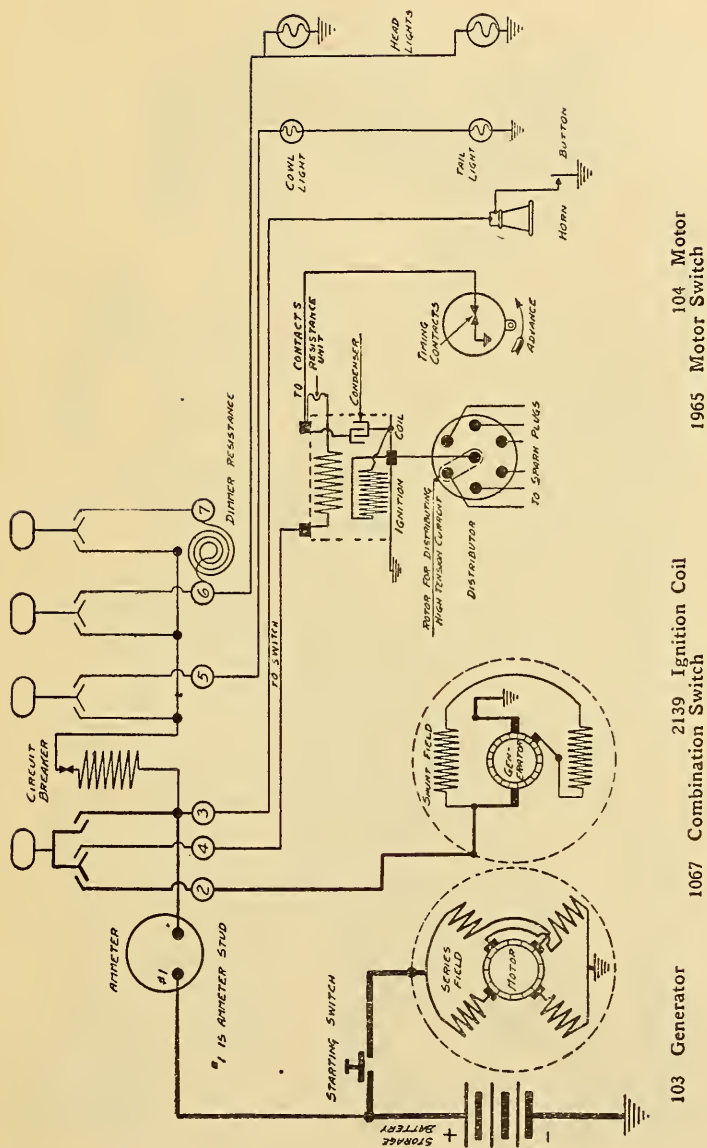 AMMETER
#1
+
#1 IS AMMETER STUD
CIRCUIT
BREAKER
2
4
3
5
6
7
DIMMER RESISTANCE
TO SWITCH
COWL
LIGHT
HEAD
LIGHTS
TAIL
LIGHT
HORN
BUTTON
TO CONTACTS
RESISTANCE
UNIT
CONDENSER
IGNITION COIL
TIMING
CONTACTS
ADVANCE
ROTOR FOR DISTRIBUTING
HIGH TENSION CURRENT
DISTRIBUTOR
TO SPARK PLUGS
SHUNT FIELD
GEN-
ERATOR
STARTING SWITCH
SERIES
FIELD
MOTOR
STORAGE
BATTERY
+
-
103 Generator
2139 Ignition Coil
104 Motor
1067 Combination Switch
1965 Motor Switch